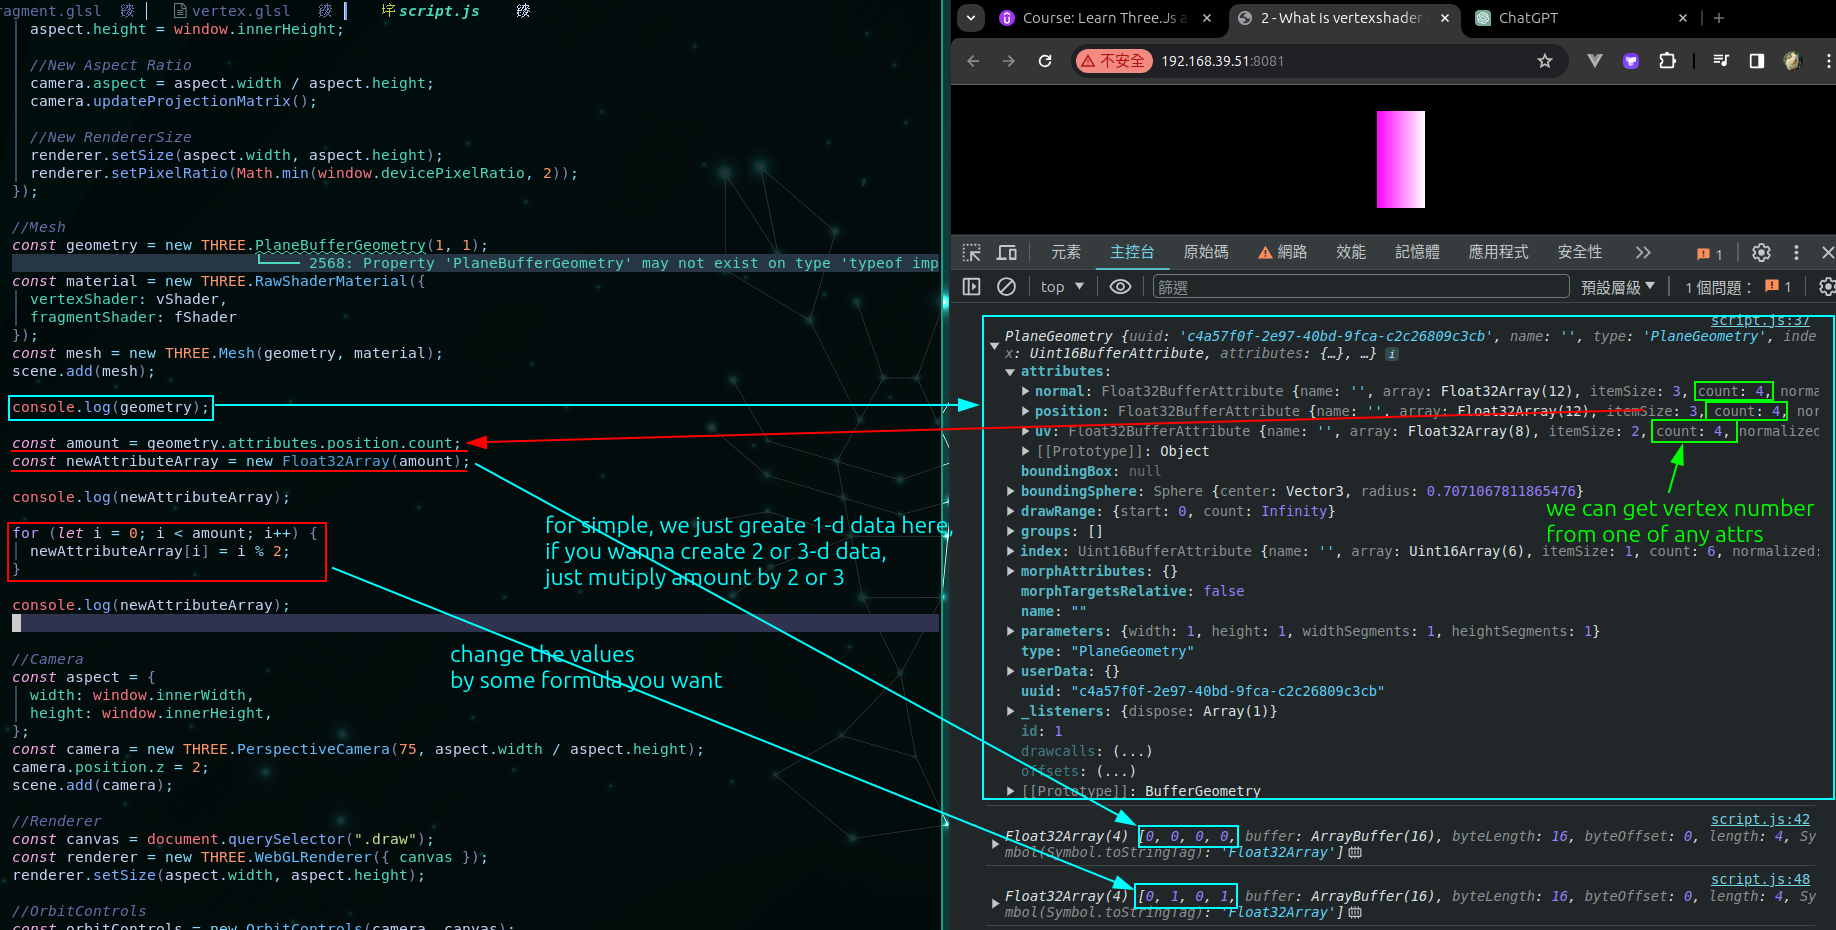 ragment.glsl
vertex.glsl
script.js
aspect.height = window.innerHeight;
//New Aspect Ratio
camera.aspect = aspect.width / aspect.height;
camera.updateProjectionMatrix();
//New RendererSize
renderer.setSize(aspect.width, aspect.height);
renderer.setPixelRatio(Math.min(window.devicePixelRatio, 2));
});
//Mesh
const geometry = new THREE.PlaneBufferGeometry(1, 1);
2568: Property 'PlaneBufferGeometry' may not exist on type 'typeof imp
const material = new THREE.RawShaderMaterial({
vertexShader: vShader,
fragmentShader: fShader
});
const mesh = new THREE.Mesh(geometry, material);
scene.add(mesh);
console.log(geometry);
const amount = geometry.attributes.position.count;
const newAttributeArray = new Float32Array(amount);
console.log(newAttributeArray);
for (let i = 0; i < amount; i++) {
newAttributeArray[i] = i % 2;
}
console.log(newAttributeArray);
for simple, we just greate 1-d data here,
if you wanna create 2 or 3-d data,
just mutiply amount by 2 or 3
change the values
by some formula you want
//Camera
const aspect = {
width: window.innerWidth,
height: window.innerHeight,
};
const camera = new THREE.PerspectiveCamera(75, aspect.width / aspect.height);
camera.position.z = 2;
scene.add(camera);
//Renderer
const canvas = document.querySelector(".draw");
const renderer = new THREE.WebGLRenderer({ canvas });
renderer.setSize(aspect.width, aspect.height);
//OrbitControls
const orbitControls = new OrbitControls(camera, canvas);
Course: Learn Three.Js a
2 - What Is vertexshader
ChatGPT
不安全 192.168.39.51:8081
元素 主控台 原始碼 網路 效能 記憶體 應用程式 安全性 1
top 篩選 預設層級 1 個問題： 1
script.js:37
PlaneGeometry {uuid: 'c4a57f0f-2e97-40bd-9fca-c2c26809c3cb', name: '', type: 'PlaneGeometry', inde
x: Uint16BufferAttribute, attributes: {…}, …}
attributes:
normal: Float32BufferAttribute {name: '', array: Float32Array(12), itemSize: 3, count: 4, norma
position: Float32BufferAttribute {name: '', array: Float32Array(12), itemSize: 3, count: 4, nor
uv: Float32BufferAttribute {name: '', array: Float32Array(8), itemSize: 2, count: 4, normalized
[[Prototype]]: Object
boundingBox: null
boundingSphere: Sphere {center: Vector3, radius: 0.7071067811865476}
drawRange: {start: 0, count: Infinity}
groups: []
index: Uint16BufferAttribute {name: '', array: Uint16Array(6), itemSize: 1, count: 6, normalized:
morphAttributes: {}
morphTargetsRelative: false
name: ""
parameters: {width: 1, height: 1, widthSegments: 1, heightSegments: 1}
type: "PlaneGeometry"
userData: {}
uuid: "c4a57f0f-2e97-40bd-9fca-c2c26809c3cb"
_listeners: {dispose: Array(1)}
id: 1
drawcalls: (...)
offsets: (...)
[[Prototype]]: BufferGeometry
we can get vertex number
from one of any attrs
script.js:42
Float32Array(4) [0, 0, 0, 0, buffer: ArrayBuffer(16), byteLength: 16, byteOffset: 0, length: 4, Sy
mbol(Symbol.toStringTag): 'Float32Array']
script.js:48
Float32Array(4) [0, 1, 0, 1, buffer: ArrayBuffer(16), byteLength: 16, byteOffset: 0, length: 4, Sy
mbol(Symbol.toStringTag): 'Float32Array']